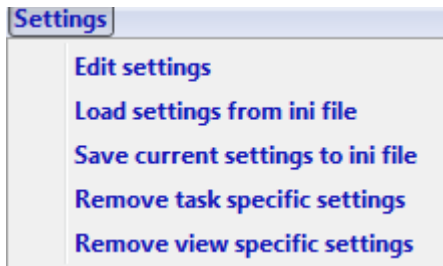 Settings
Edit settings
Load settings from ini file
Save current settings to ini file
Remove task specific settings
Remove view specific settings